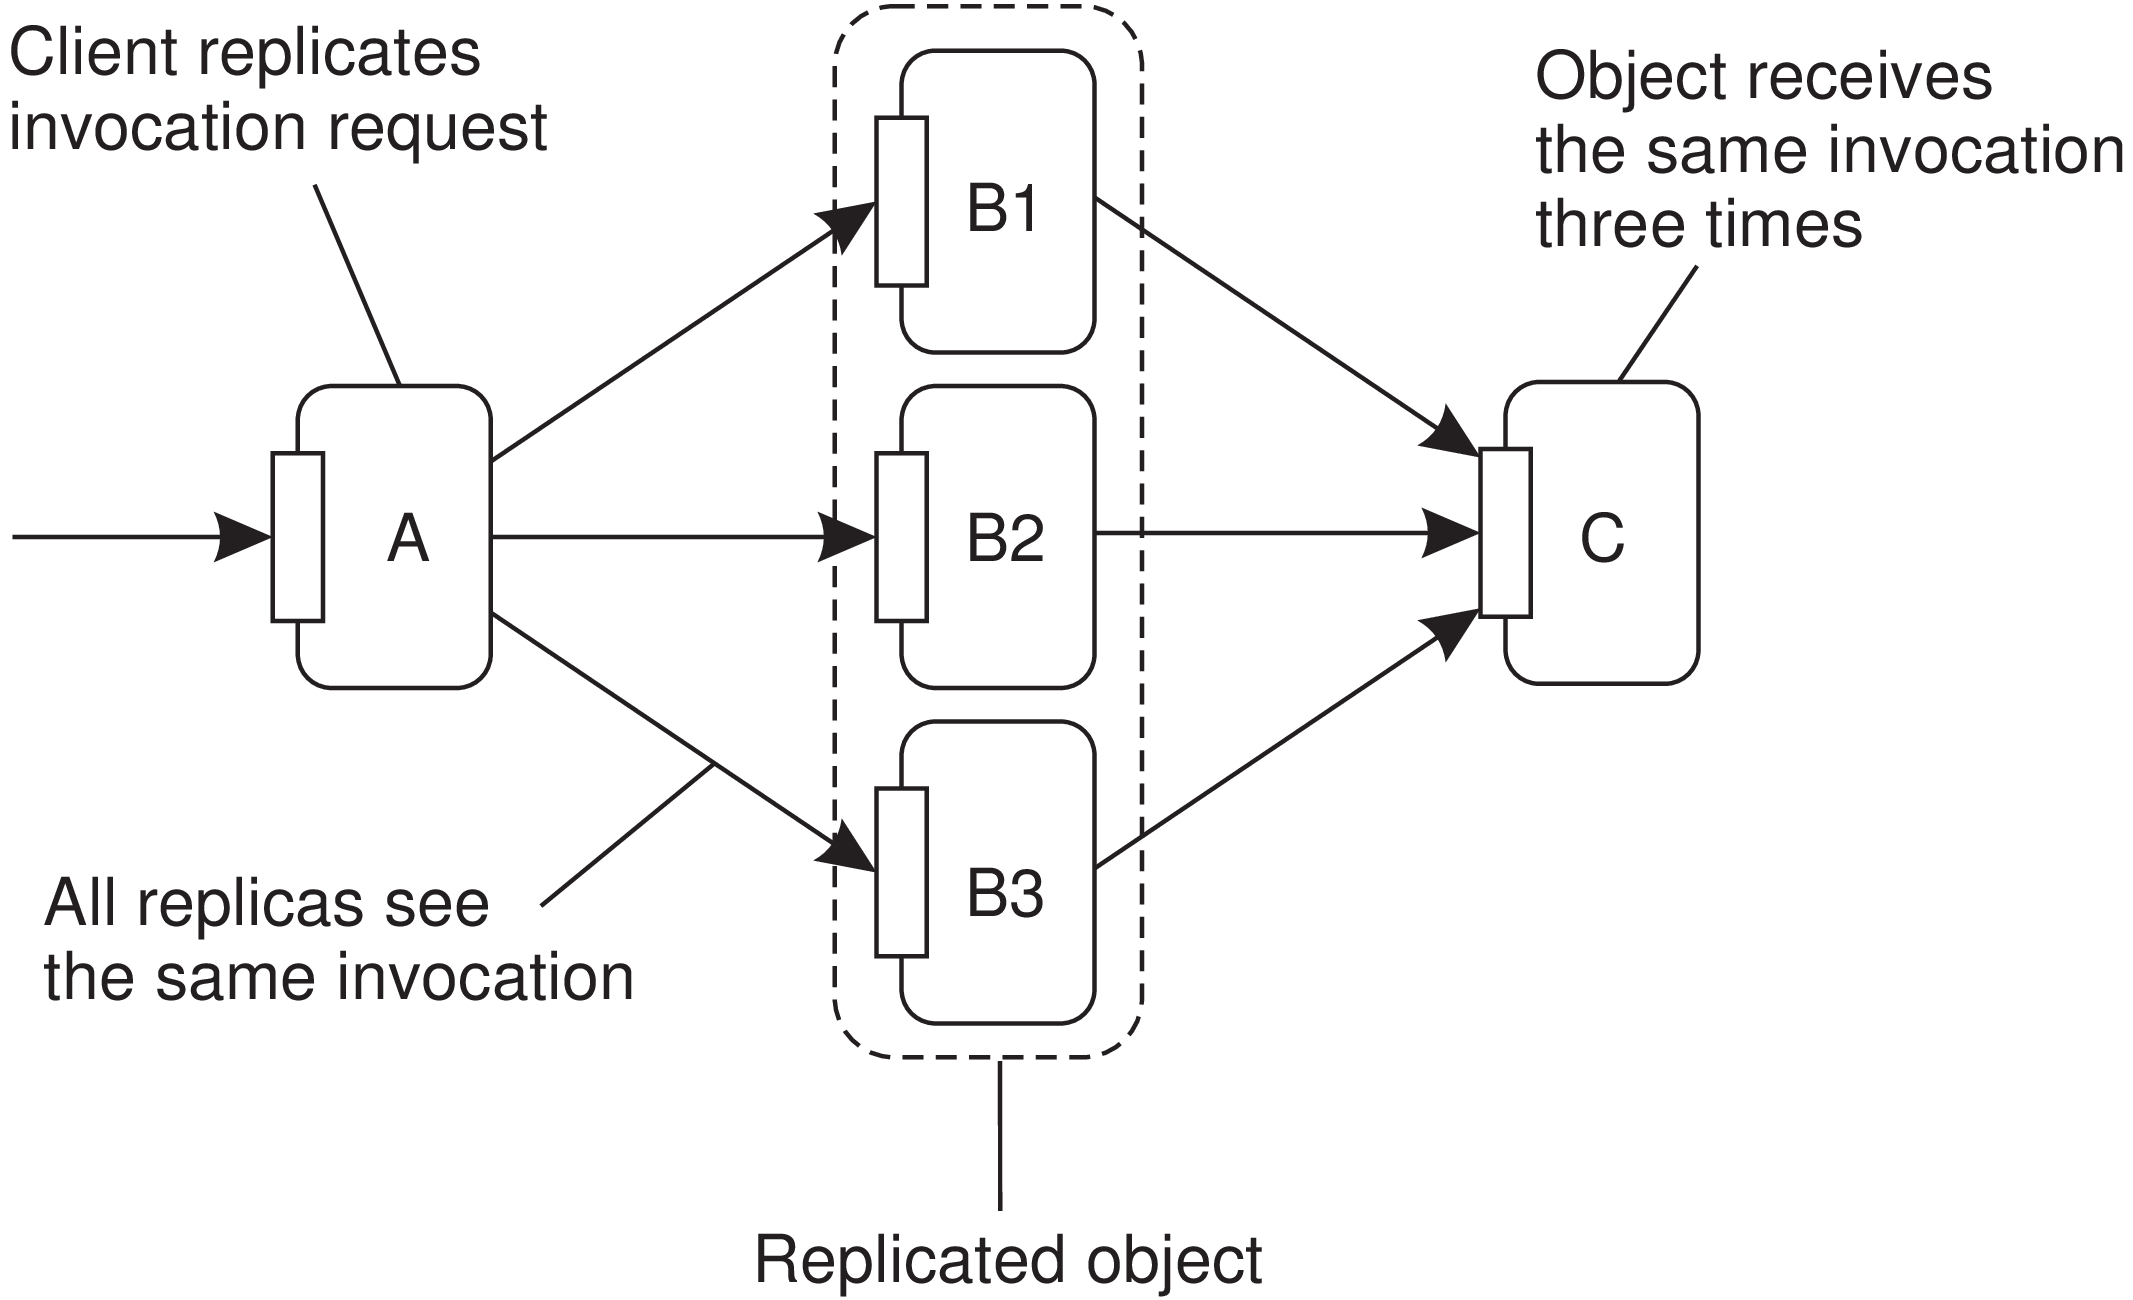 Client replicates
invocation request
Object receives
the same invocation
three times
B1
A
B2
C
B3
All replicas see
the same invocation
Replicated object